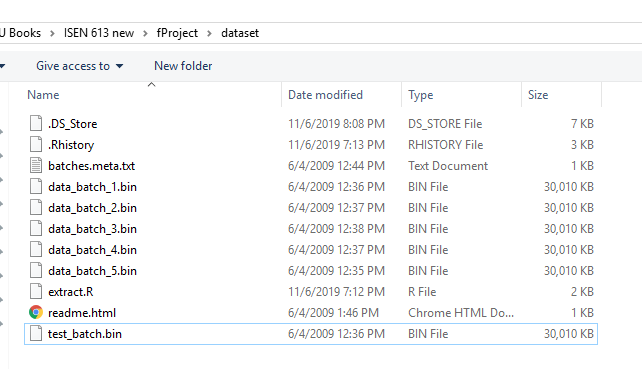 U Books > ISEN 613 new > fProject > dataset
Give access to New folder
Name Date modified Type Size
.DS_Store 11/6/2019 8:08 PM DS_STORE File 7 KB
.Rhistory 11/6/2019 7:13 PM RHISTORY File 3 KB
batches.meta.txt 6/4/2009 12:44 PM Text Document 1 KB
data_batch_1.bin 6/4/2009 12:36 PM BIN File 30,010 KB
data_batch_2.bin 6/4/2009 12:37 PM BIN File 30,010 KB
data_batch_3.bin 6/4/2009 12:38 PM BIN File 30,010 KB
data_batch_4.bin 6/4/2009 12:37 PM BIN File 30,010 KB
data_batch_5.bin 6/4/2009 12:35 PM BIN File 30,010 KB
extract.R 11/6/2019 7:12 PM R File 2 KB
readme.html 6/4/2009 1:46 PM Chrome HTML Do... 1 KB
test_batch.bin 6/4/2009 12:36 PM BIN File 30,010 KB